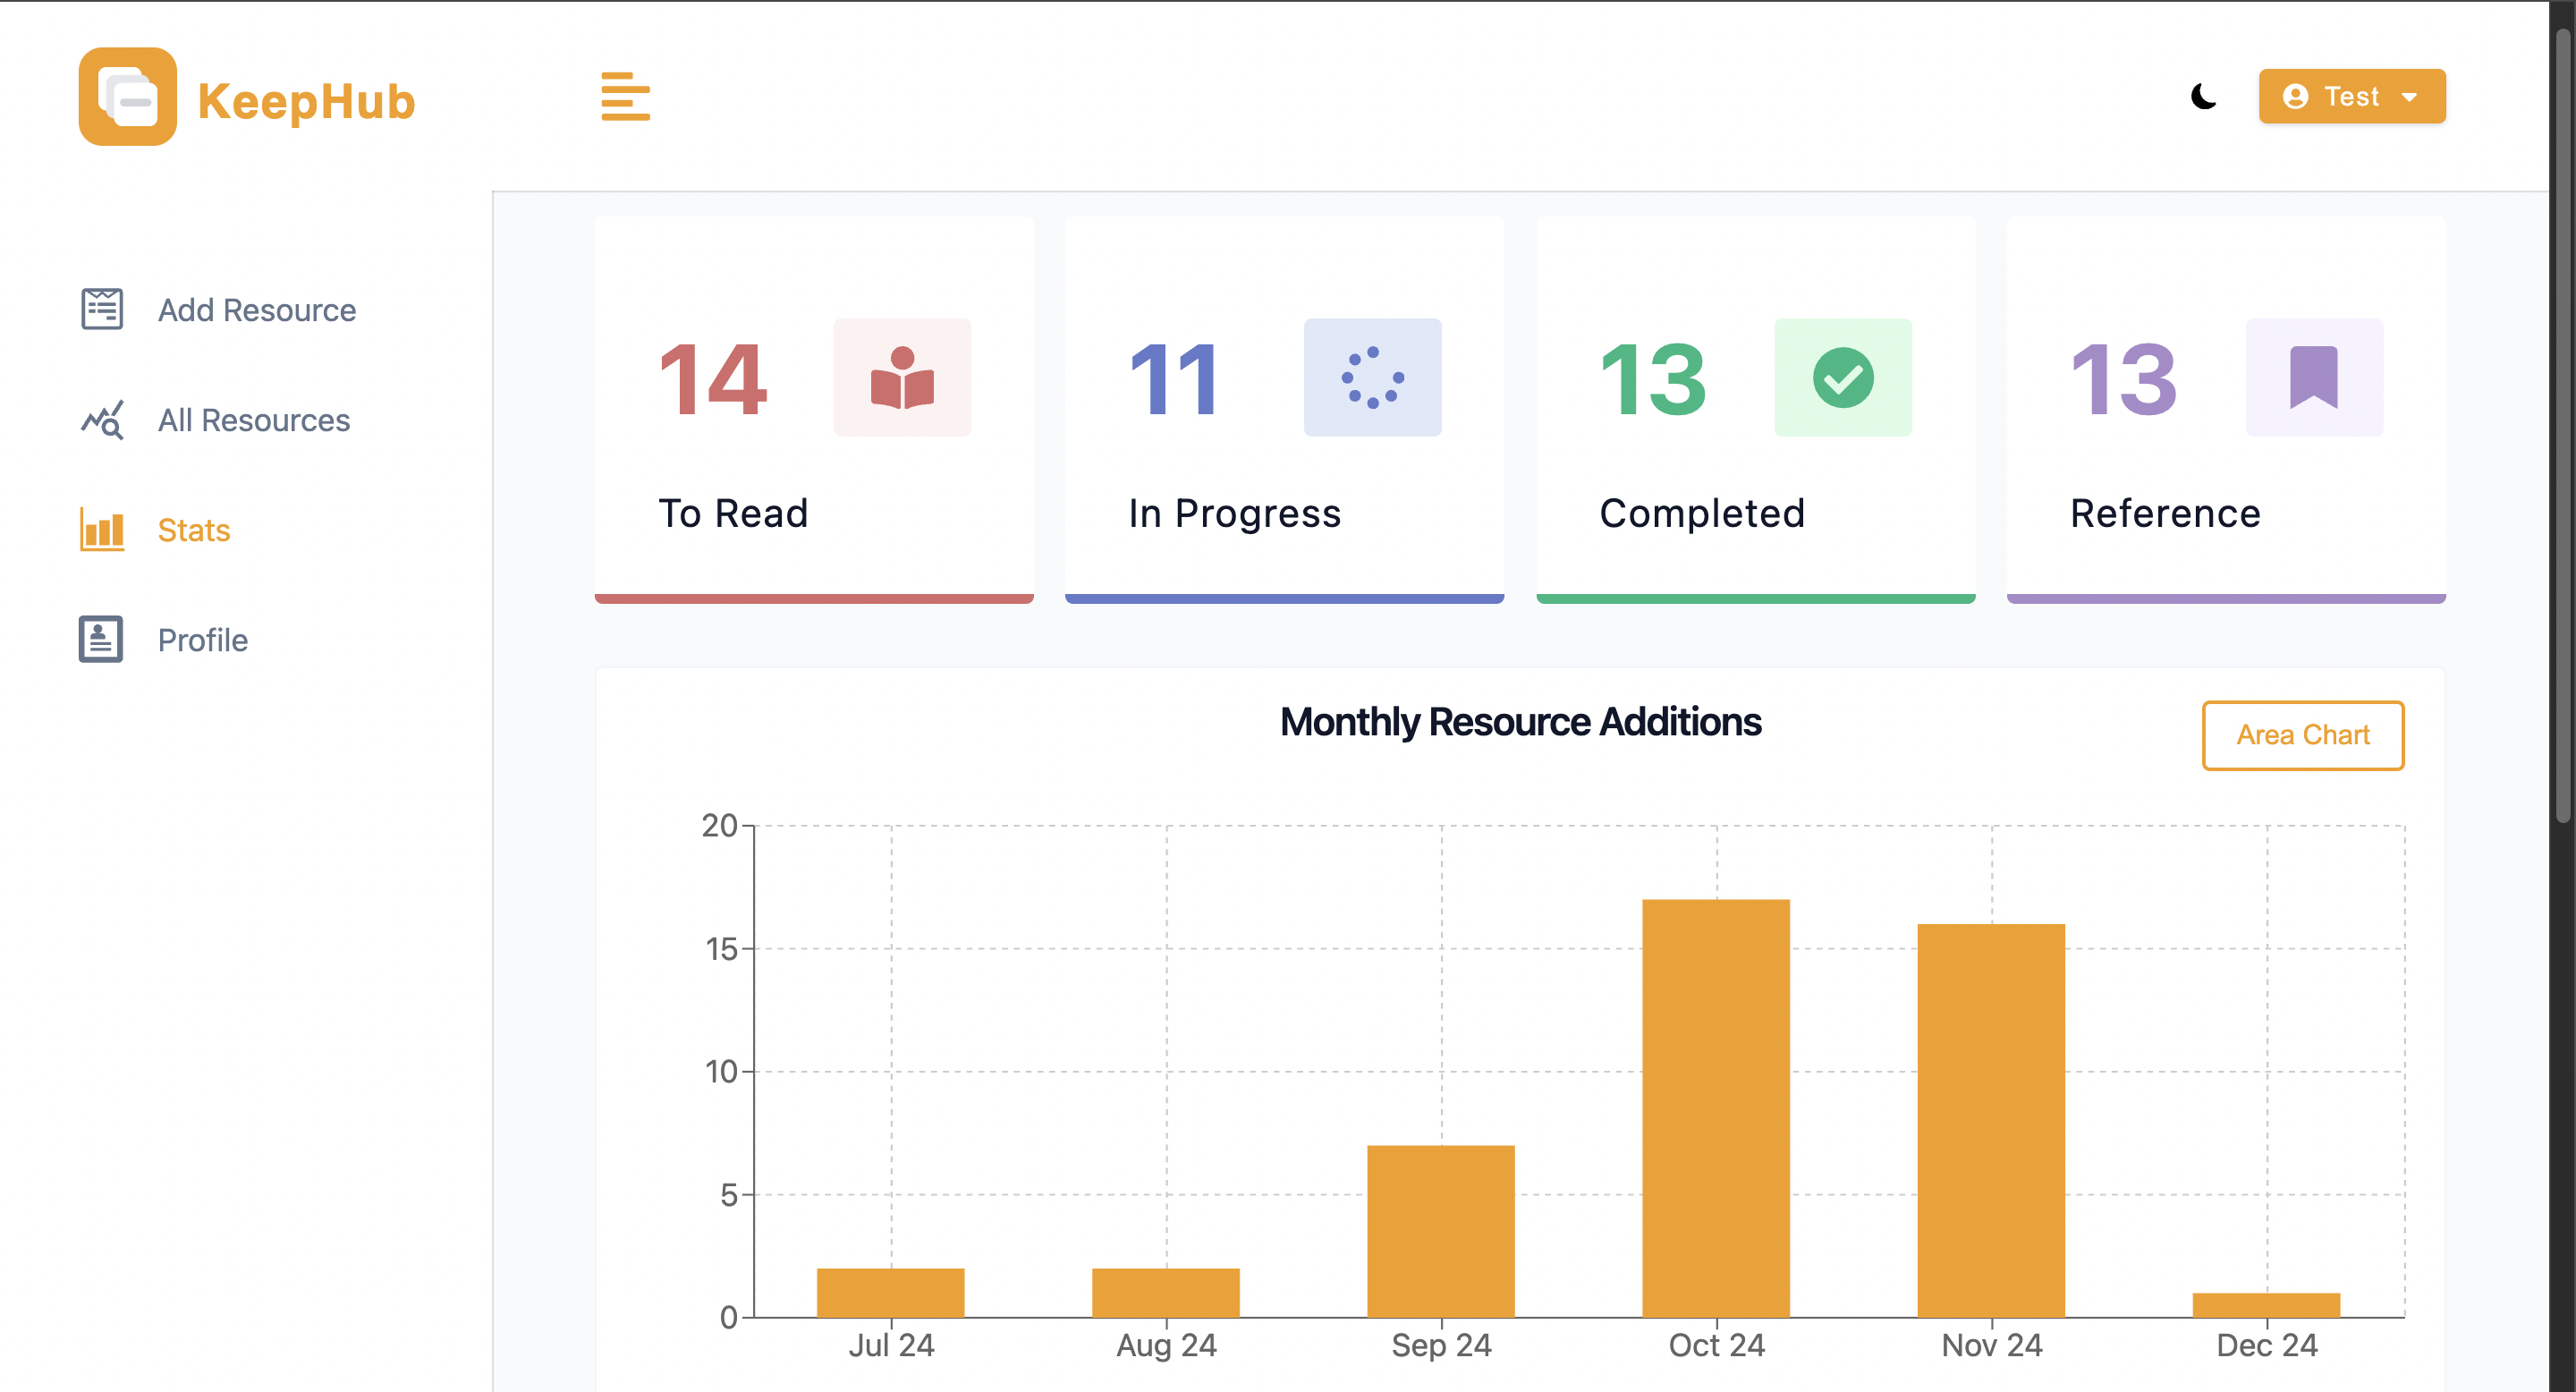 KeepHub
Test
Add Resource
All Resources
Stats
Profile
14
To Read
11
In Progress
13
Completed
13
Reference
Monthly Resource Additions
Area Chart
20
15
10
5
0
Jul 24 Aug 24 Sep 24 Oct 24 Nov 24 Dec 24